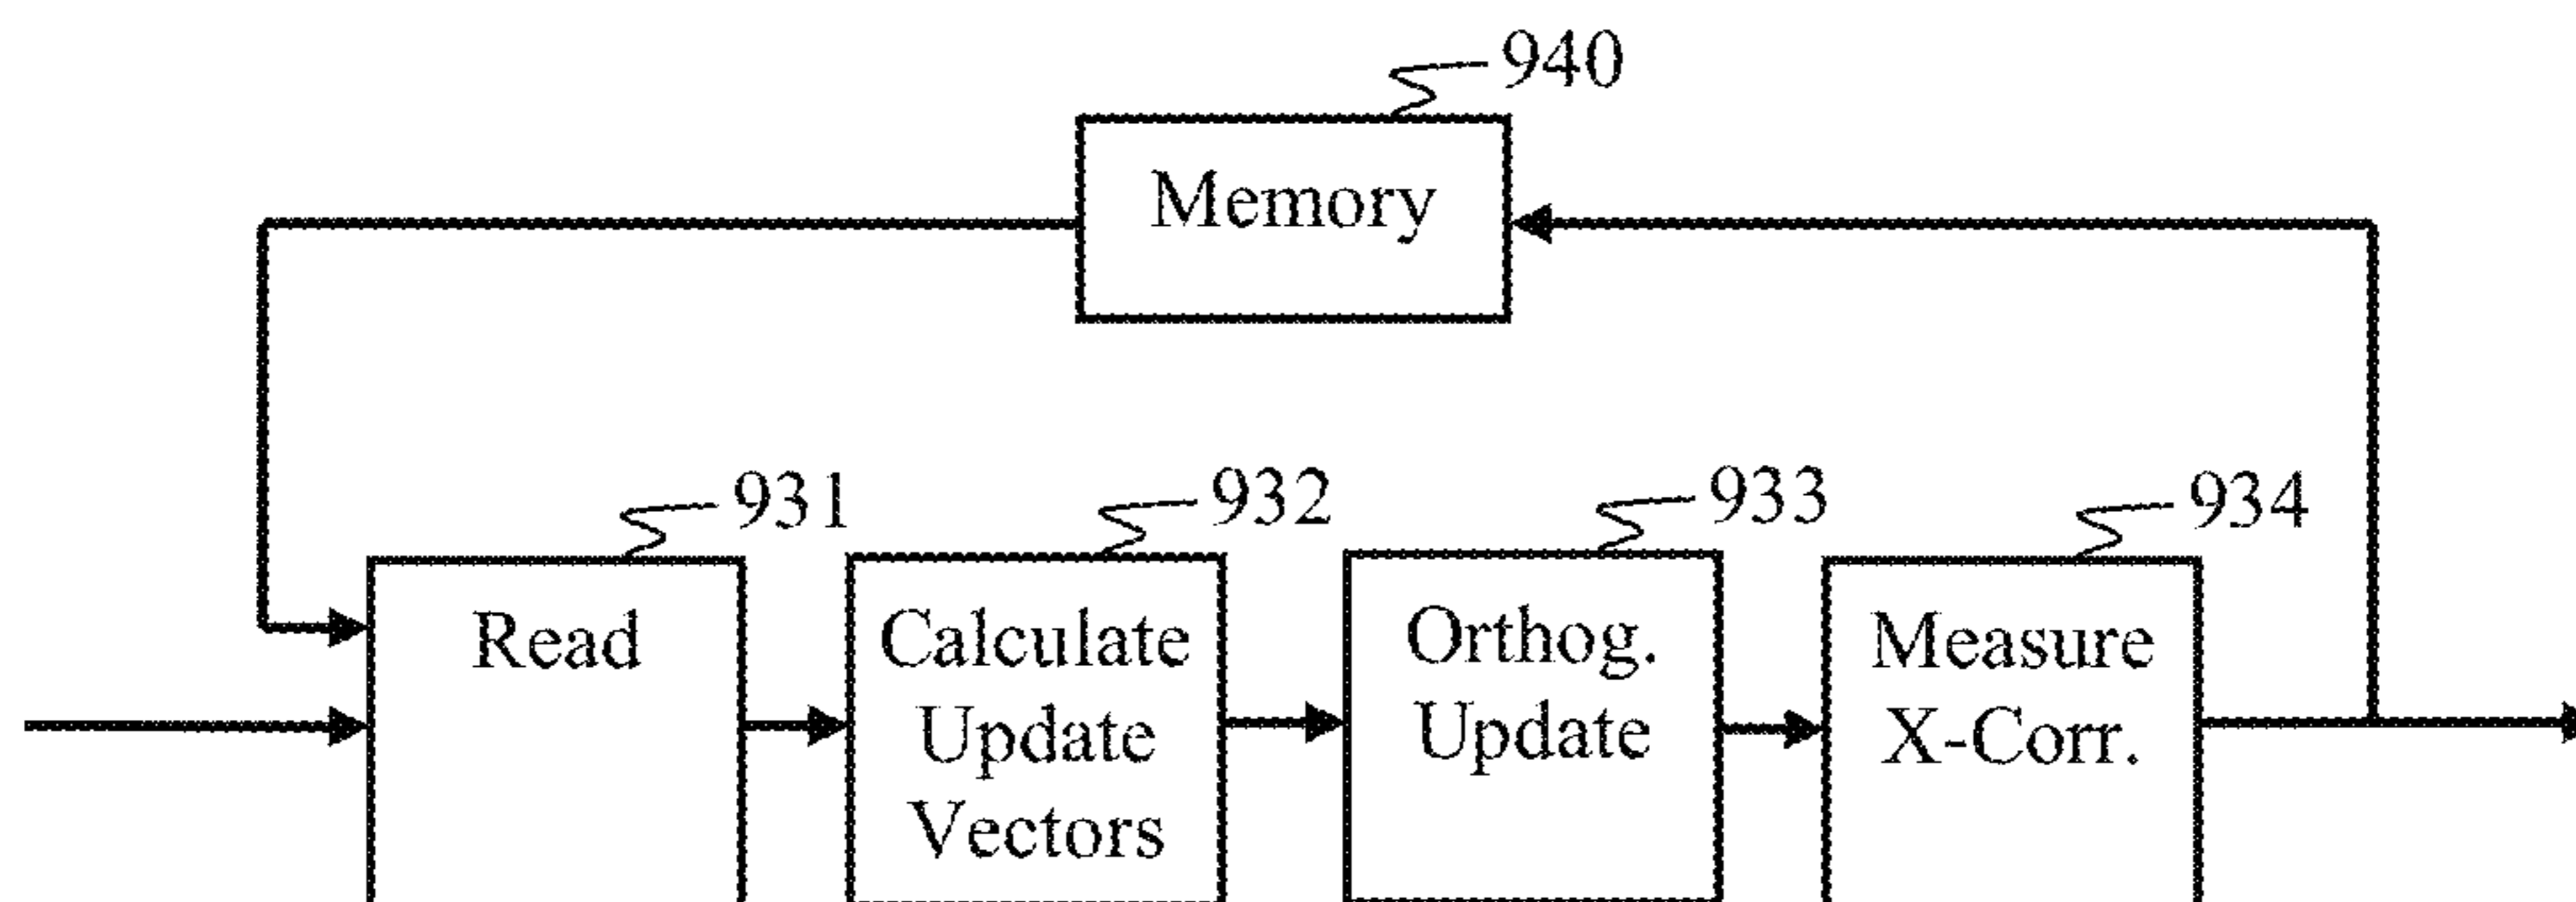 940
Memory
931
932
933
934
Read
Calculate
Update
Vectors
Orthog.
Update
Measure
X-Corr.